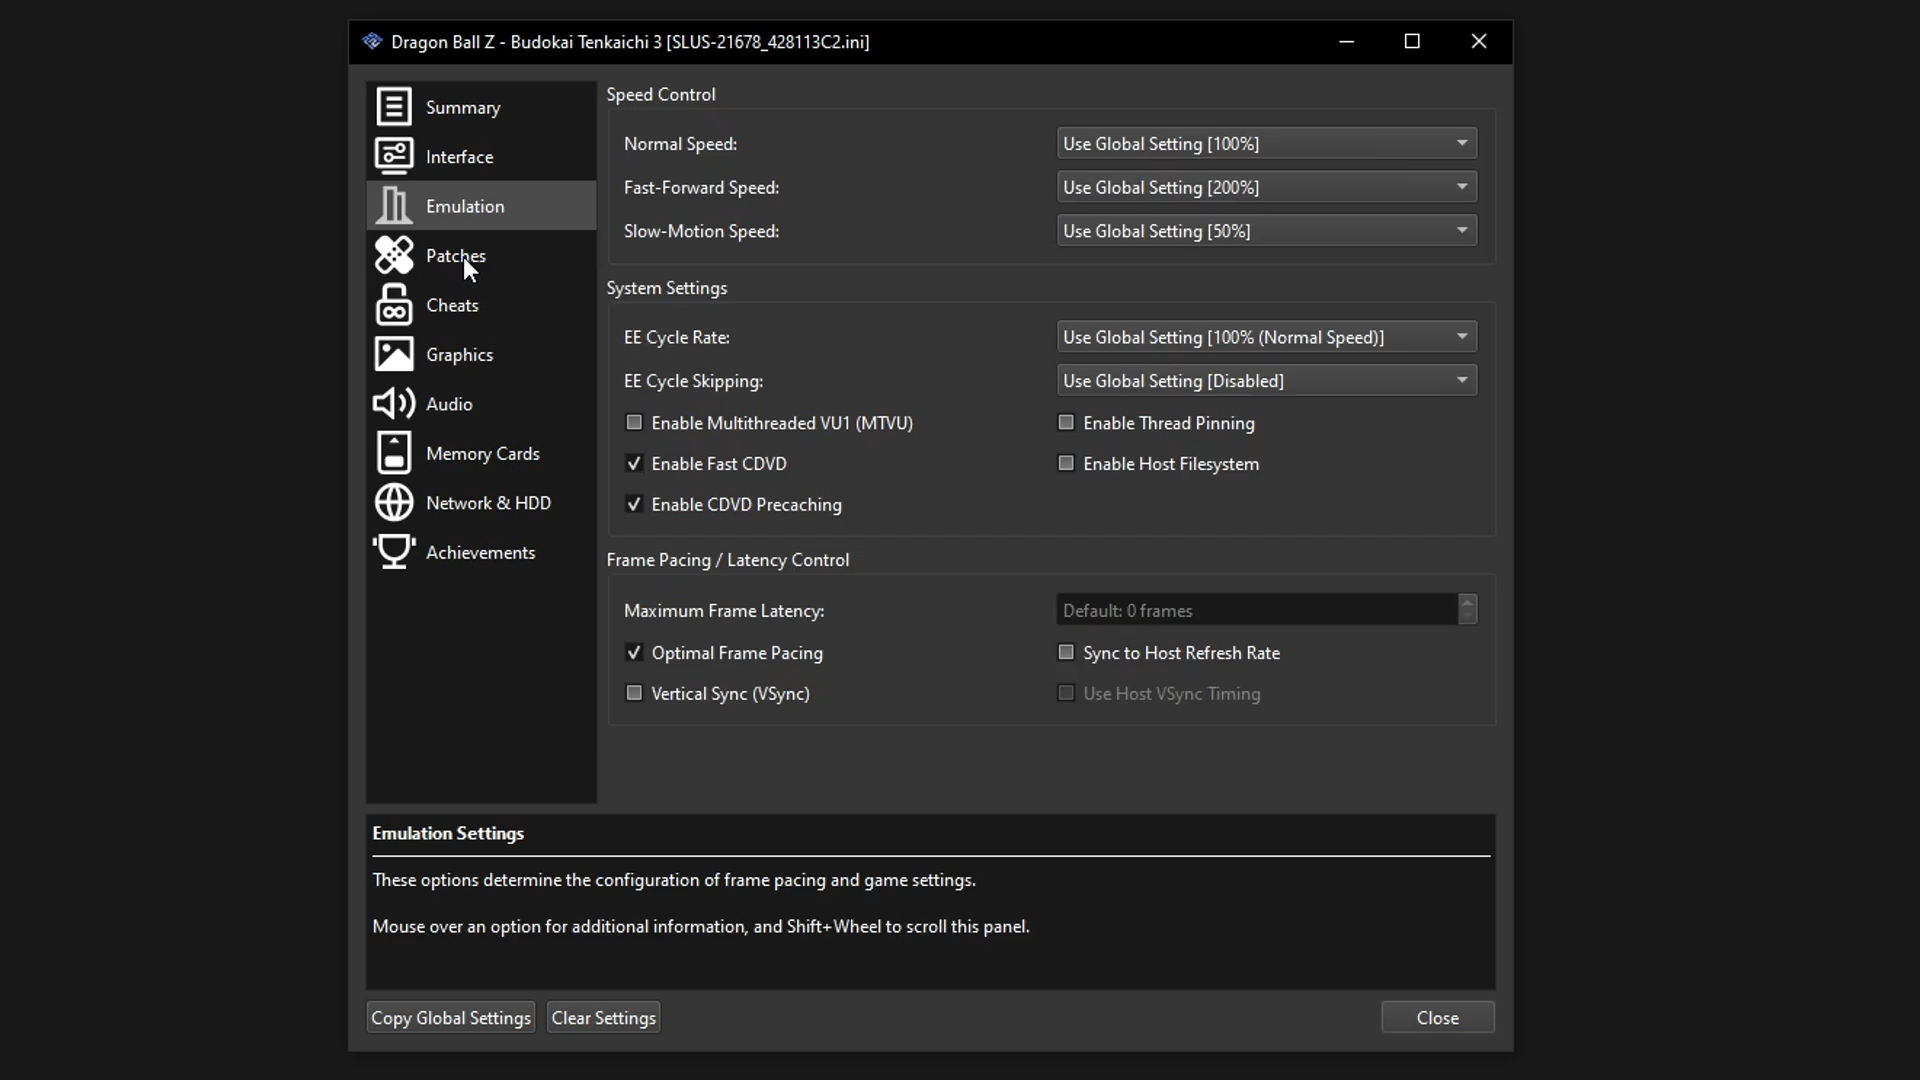 Dragon Ball Z - Budokai Tenkaichi 3 [SLUS-21678_428113C2.ini]
Summary
Interface
Emulation
Patches
Cheats
Graphics
Audio
Memory Cards
Network & HDD
Achievements
Speed Control
Normal Speed: Use Global Setting [100%]
Fast-Forward Speed: Use Global Setting [200%]
Slow-Motion Speed: Use Global Setting [50%]
System Settings
EE Cycle Rate: Use Global Setting [100% (Normal Speed)]
EE Cycle Skipping: Use Global Setting [Disabled]
Enable Multithreaded VU1 (MTVU) Enable Thread Pinning
Enable Fast CDVD Enable Host Filesystem
Enable CDVD Precaching
Frame Pacing / Latency Control
Maximum Frame Latency: Default: 0 frames
Optimal Frame Pacing Sync to Host Refresh Rate
Vertical Sync (VSync) Use Host VSync Timing
Emulation Settings
These options determine the configuration of frame pacing and game settings.
Mouse over an option for additional information, and Shift+Wheel to scroll this panel.
Copy Global Settings Clear Settings Close